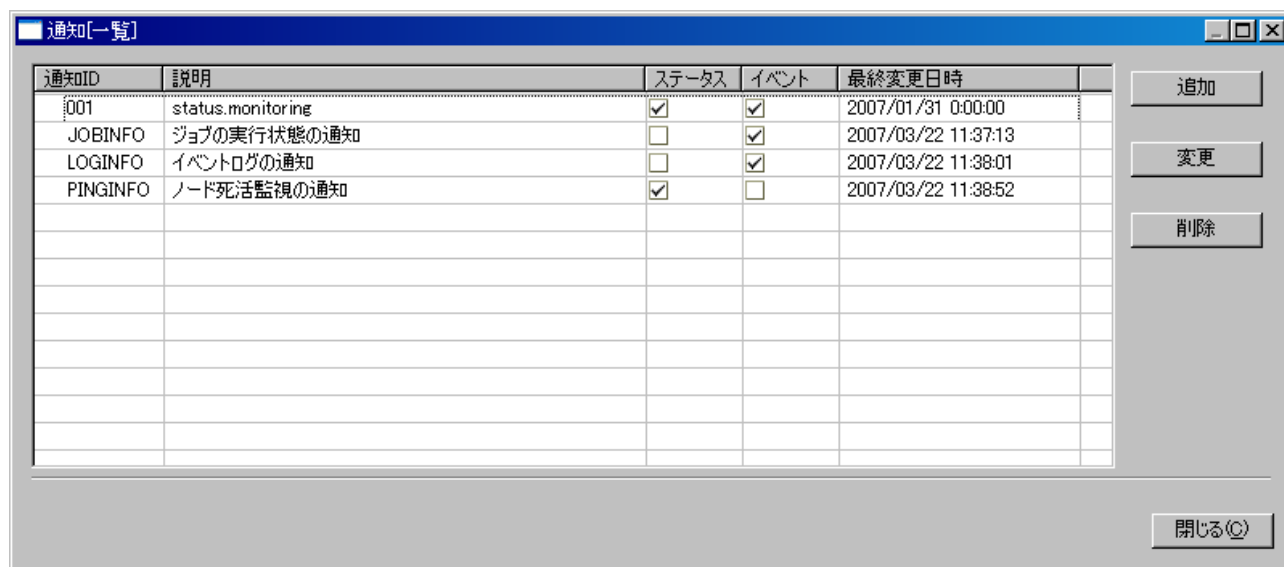 通知[一覧]
通知ID 説明 ステータス イベント 最終変更日時
001 status.monitoring 2007/01/31 0:00:00
JOBINFO ジョブの実行状態の通知 2007/03/22 11:37:13
LOGINFO イベントログの通知 2007/03/22 11:38:01
PINGINFO ノード死活監視の通知 2007/03/22 11:38:52
追加
変更
削除
閉じる(C)